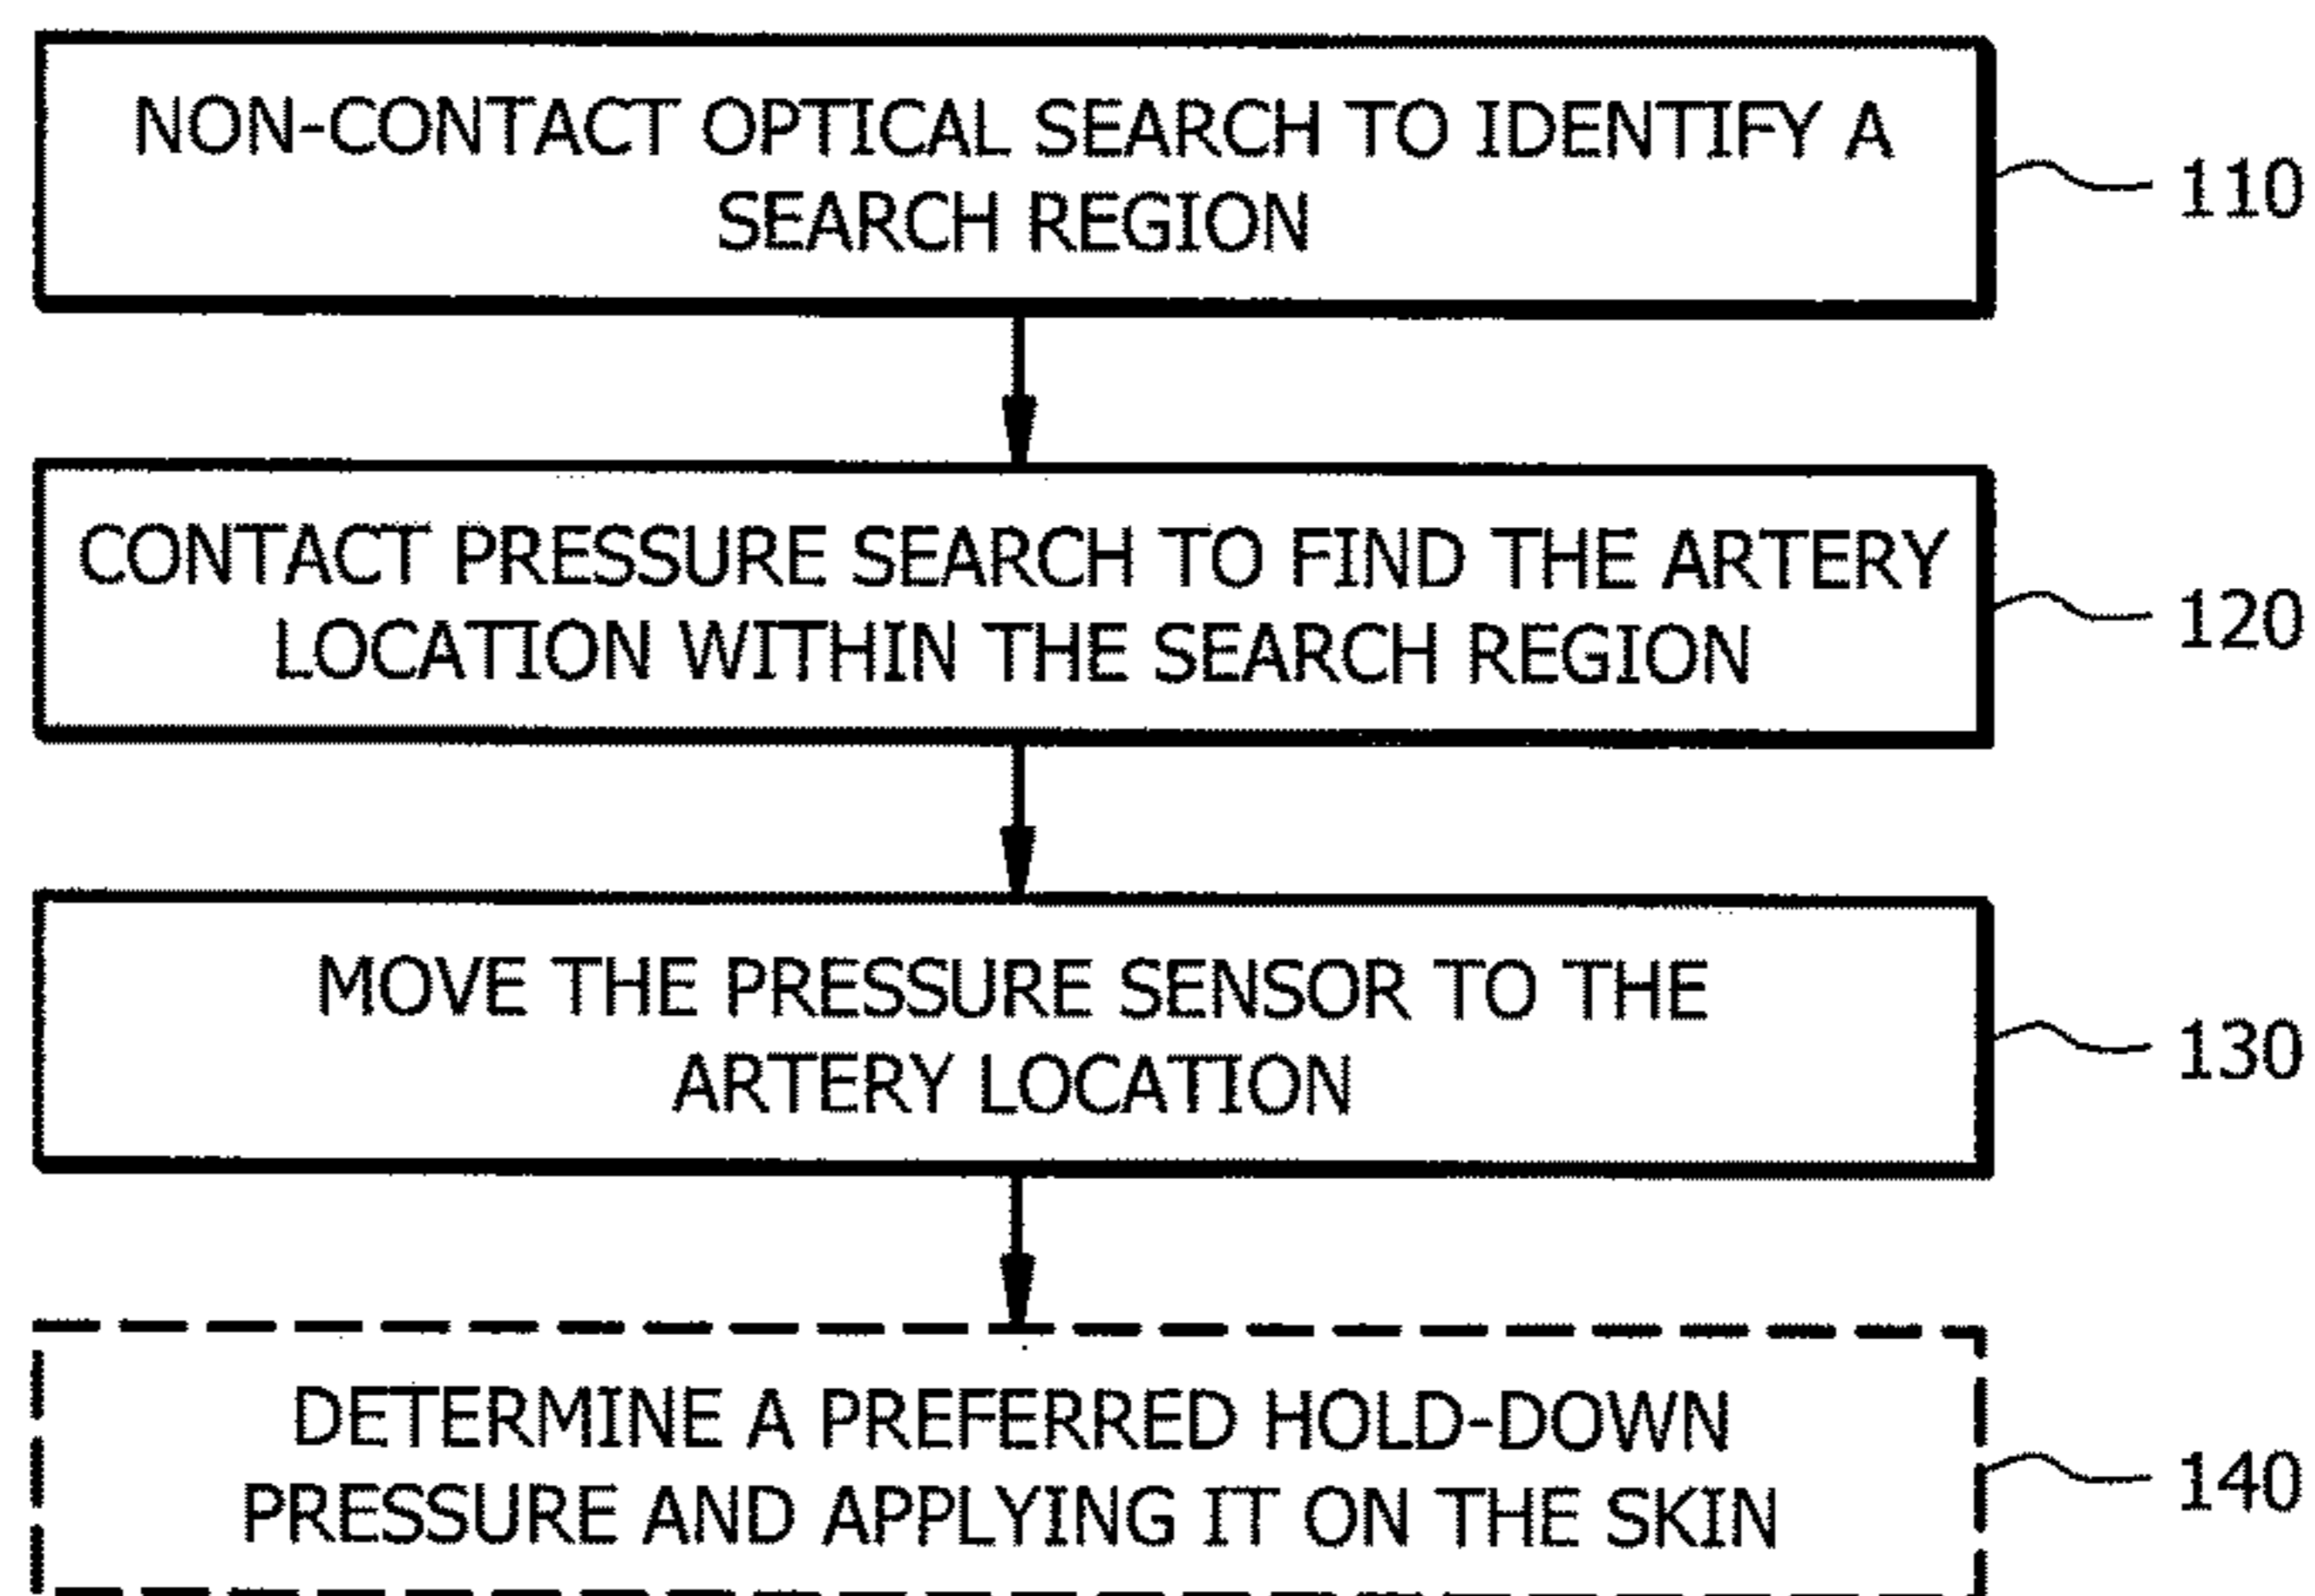 NON-CONTACT OPTICAL SEARCH TO IDENTIFY A
SEARCH REGION
110
CONTACT PRESSURE SEARCH TO FIND THE ARTERY
LOCATION WITHIN THE SEARCH REGION
120
MOVE THE PRESSURE SENSOR TO THE
ARTERY LOCATION
130
DETERMINE A PREFERRED HOLD-DOWN
PRESSURE AND APPLYING IT ON THE SKIN
140